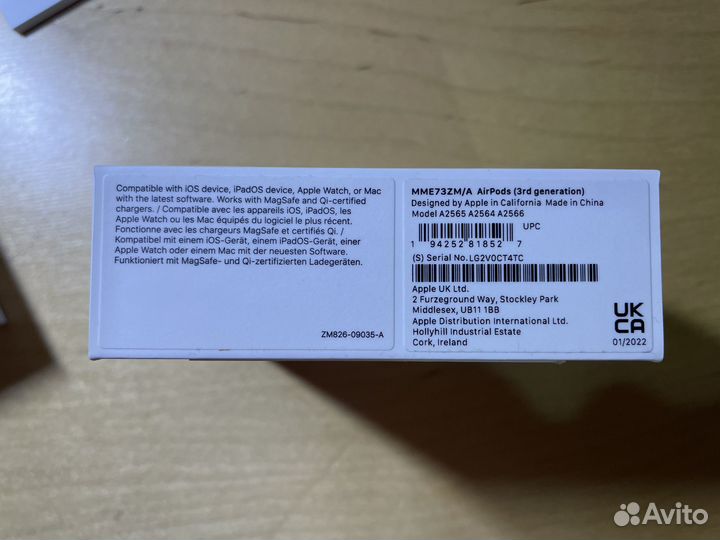 Compatible with iOS device, iPadOS device, Apple Watch, or Mac
with the latest software. Works with MagSafe and Qi-certified
chargers. / Compatible avec les appareils iOS, iPadOS, les
Apple Watch ou les Mac équipés du logiciel le plus récent.
Fonctionne avec les chargeurs MagSafe et certifiés Qi. /
Kompatibel mit einem iOS-Gerät, einem iPadOS-Gerät, einer
Apple Watch oder einem Mac mit der neuesten Software.
Funktioniert mit MagSafe- und Qi-zertifizierten Ladegeräten.
ZM826-09035-A
MME73ZM/A AirPods (3rd generation)
Designed by Apple in California Made in China
Model A2565 A2564 A2566
UPC
1 94252 81852 7
(S) Serial No. LG2V0CT4TC
Apple UK Ltd.
2 Furzeground Way, Stockley Park
Middlesex, UB11 1BB
Apple Distribution International Ltd.
Hollyhill Industrial Estate
Cork, Ireland
UK
CA
01/2022
Avito